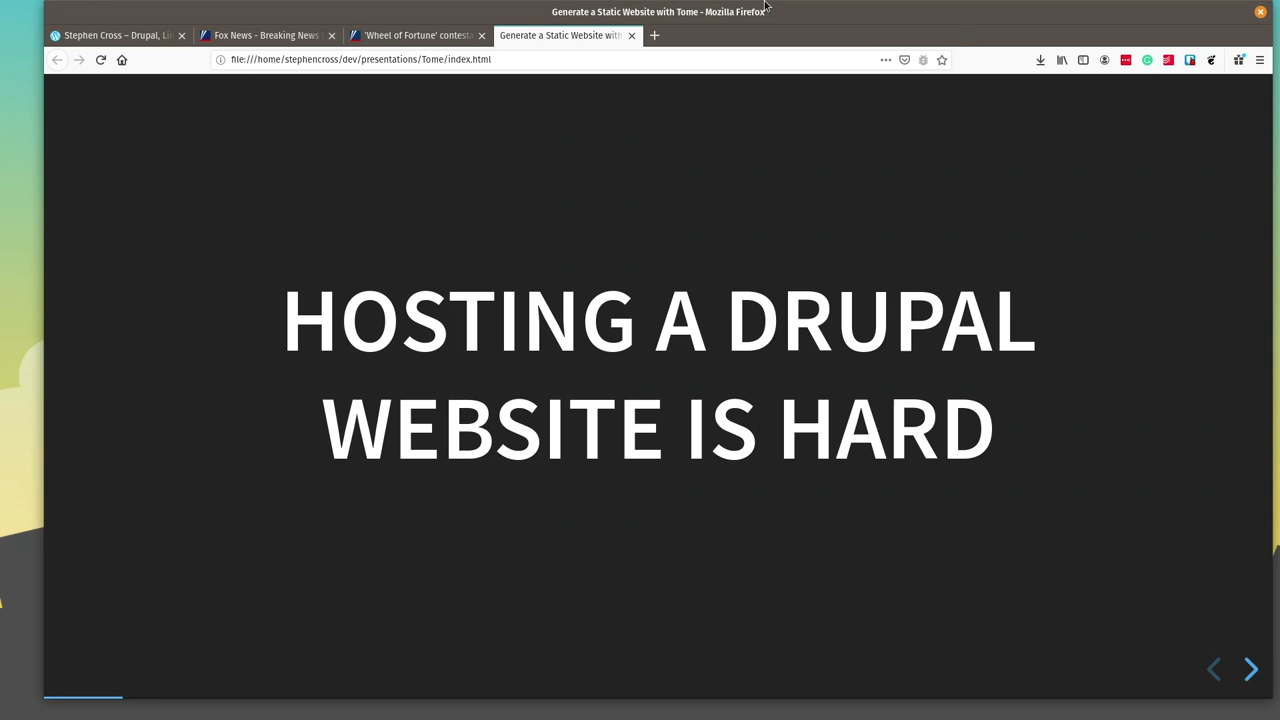 Generate a Static Website with Tome - Mozilla Firefox
Stephen Cross – Drupal, Li
Fox News - Breaking News
'Wheel of Fortune' contesta
Generate a Static Website with
file:///home/stephencross/dev/presentations/Tome/index.html
HOSTING A DRUPAL
WEBSITE IS HARD